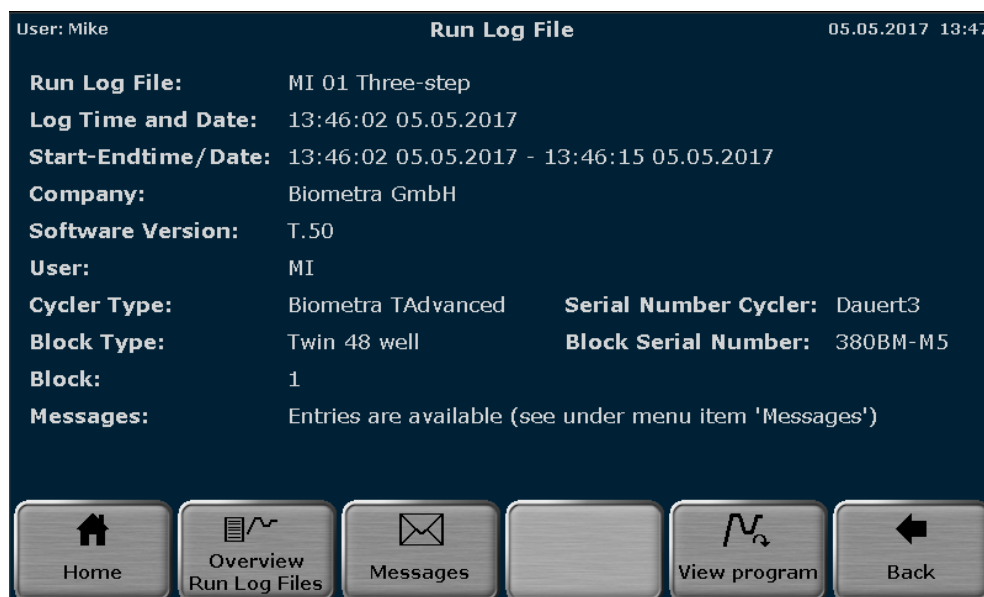 User: Mike Run Log File 05.05.2017 13:47
Run Log File: MI 01 Three-step
Log Time and Date: 13:46:02 05.05.2017
Start-Endtime/Date: 13:46:02 05.05.2017 - 13:46:15 05.05.2017
Company: Biometra GmbH
Software Version: T.50
User: MI
Cycler Type: Biometra TAdvanced Serial Number Cycler: Dauert3
Block Type: Twin 48 well Block Serial Number: 380BM-M5
Block: 1
Messages: Entries are available (see under menu item 'Messages')
Home
Overview
Run Log Files
Messages
View program
Back